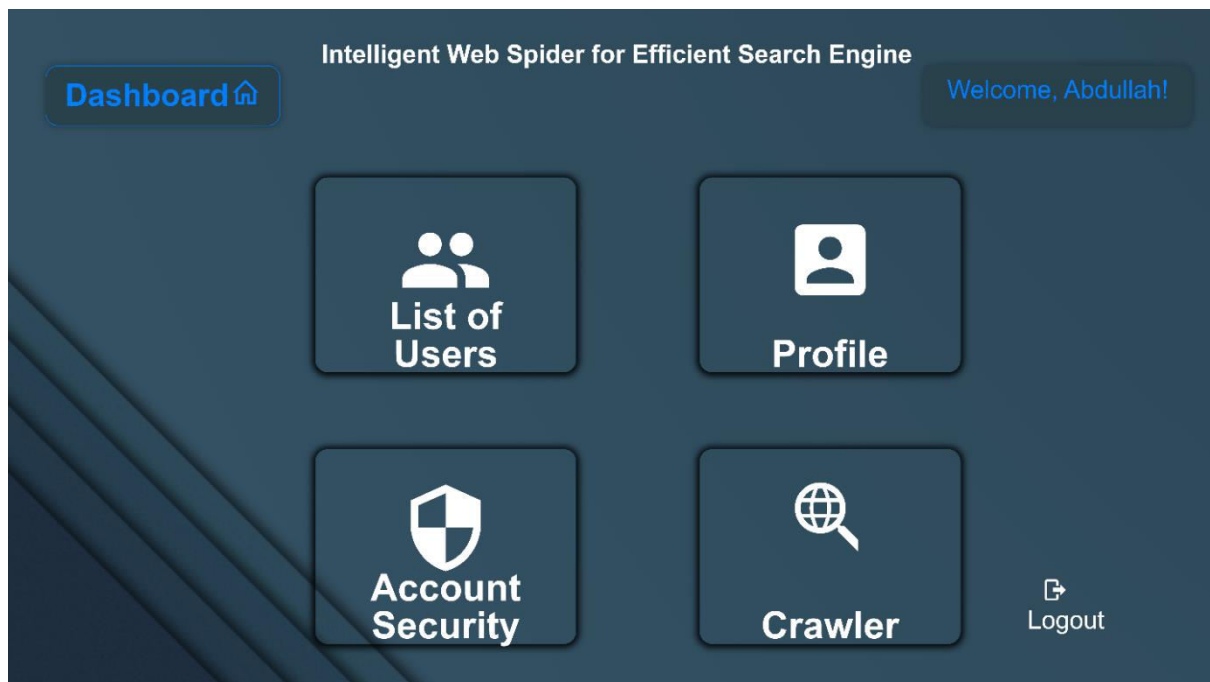 Intelligent Web Spider for Efficient Search Engine
Dashboard
Welcome, Abdullah!
List of
Users
Profile
Account
Security
Crawler
Logout